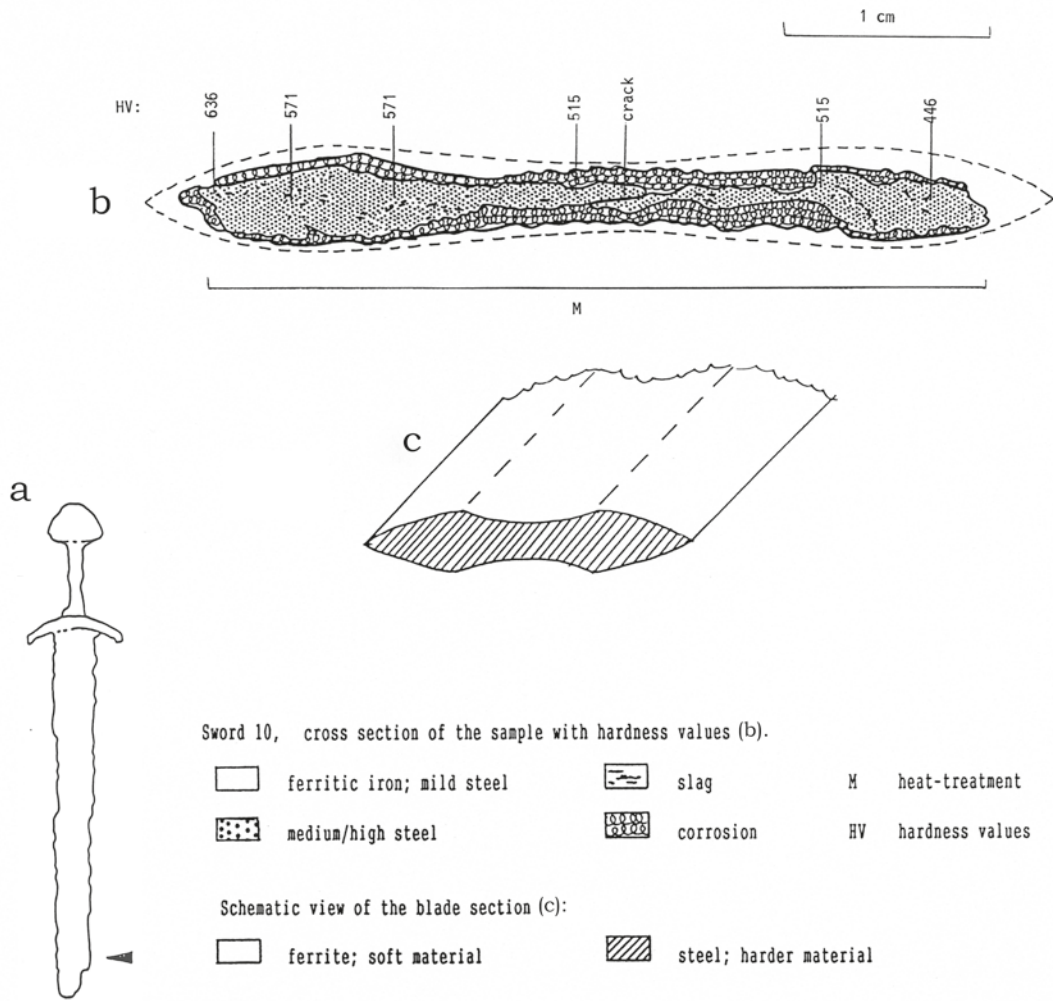 1 cm
HV: 636 571 571 515 crack 515 446
b
M
c
a
Sword 10, cross section of the sample with hardness values (b).
ferritic iron; mild steel slag M heat-treatment
medium/high steel corrosion HV hardness values
Schematic view of the blade section (c):
ferrite; soft material steel; harder material